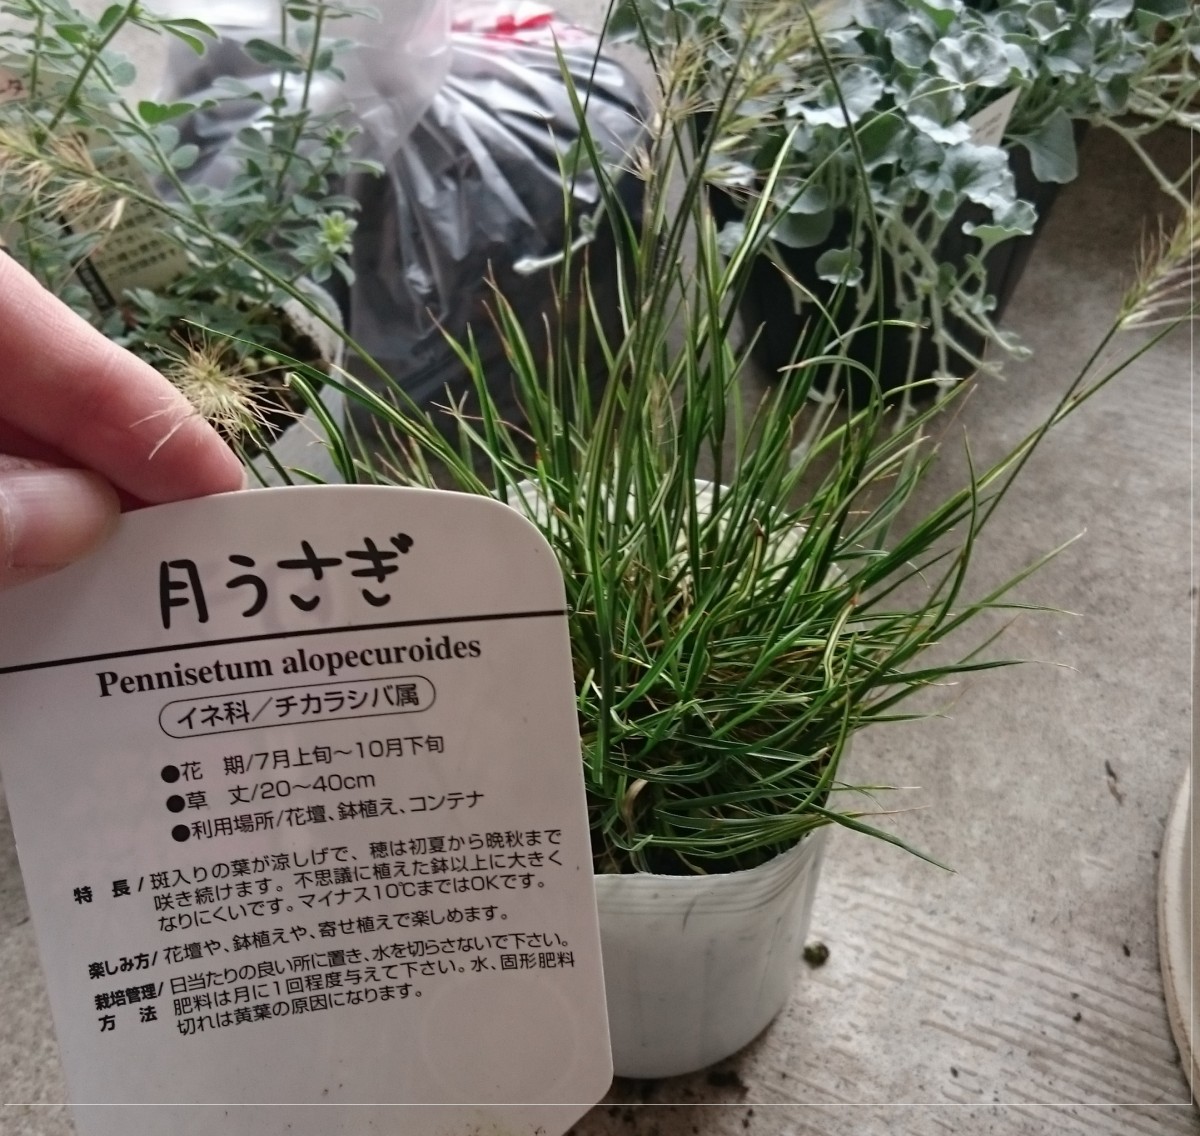 月うさぎ
Pennisetum alopecuroides
イネ科/チカラシバ属
●花 期/7月上旬〜10月下旬
●草 丈/20〜40cm
●利用場所/花壇、鉢植え、コンテナ
特 長/斑入りの葉が涼しげで、穂は初夏から晩秋まで
咲き続けます。不思議に植えた鉢以上に大きく
なりにくいです。マイナス10℃まではOKです。
楽しみ方/花壇や、鉢植えや、寄せ植えで楽しめます。
栽培管理/日当たりの良い所に置き、水を切らさないで下さい。
方 法 肥料は月に1回程度与えて下さい。水、固形肥料
切れは黄葉の原因になります。